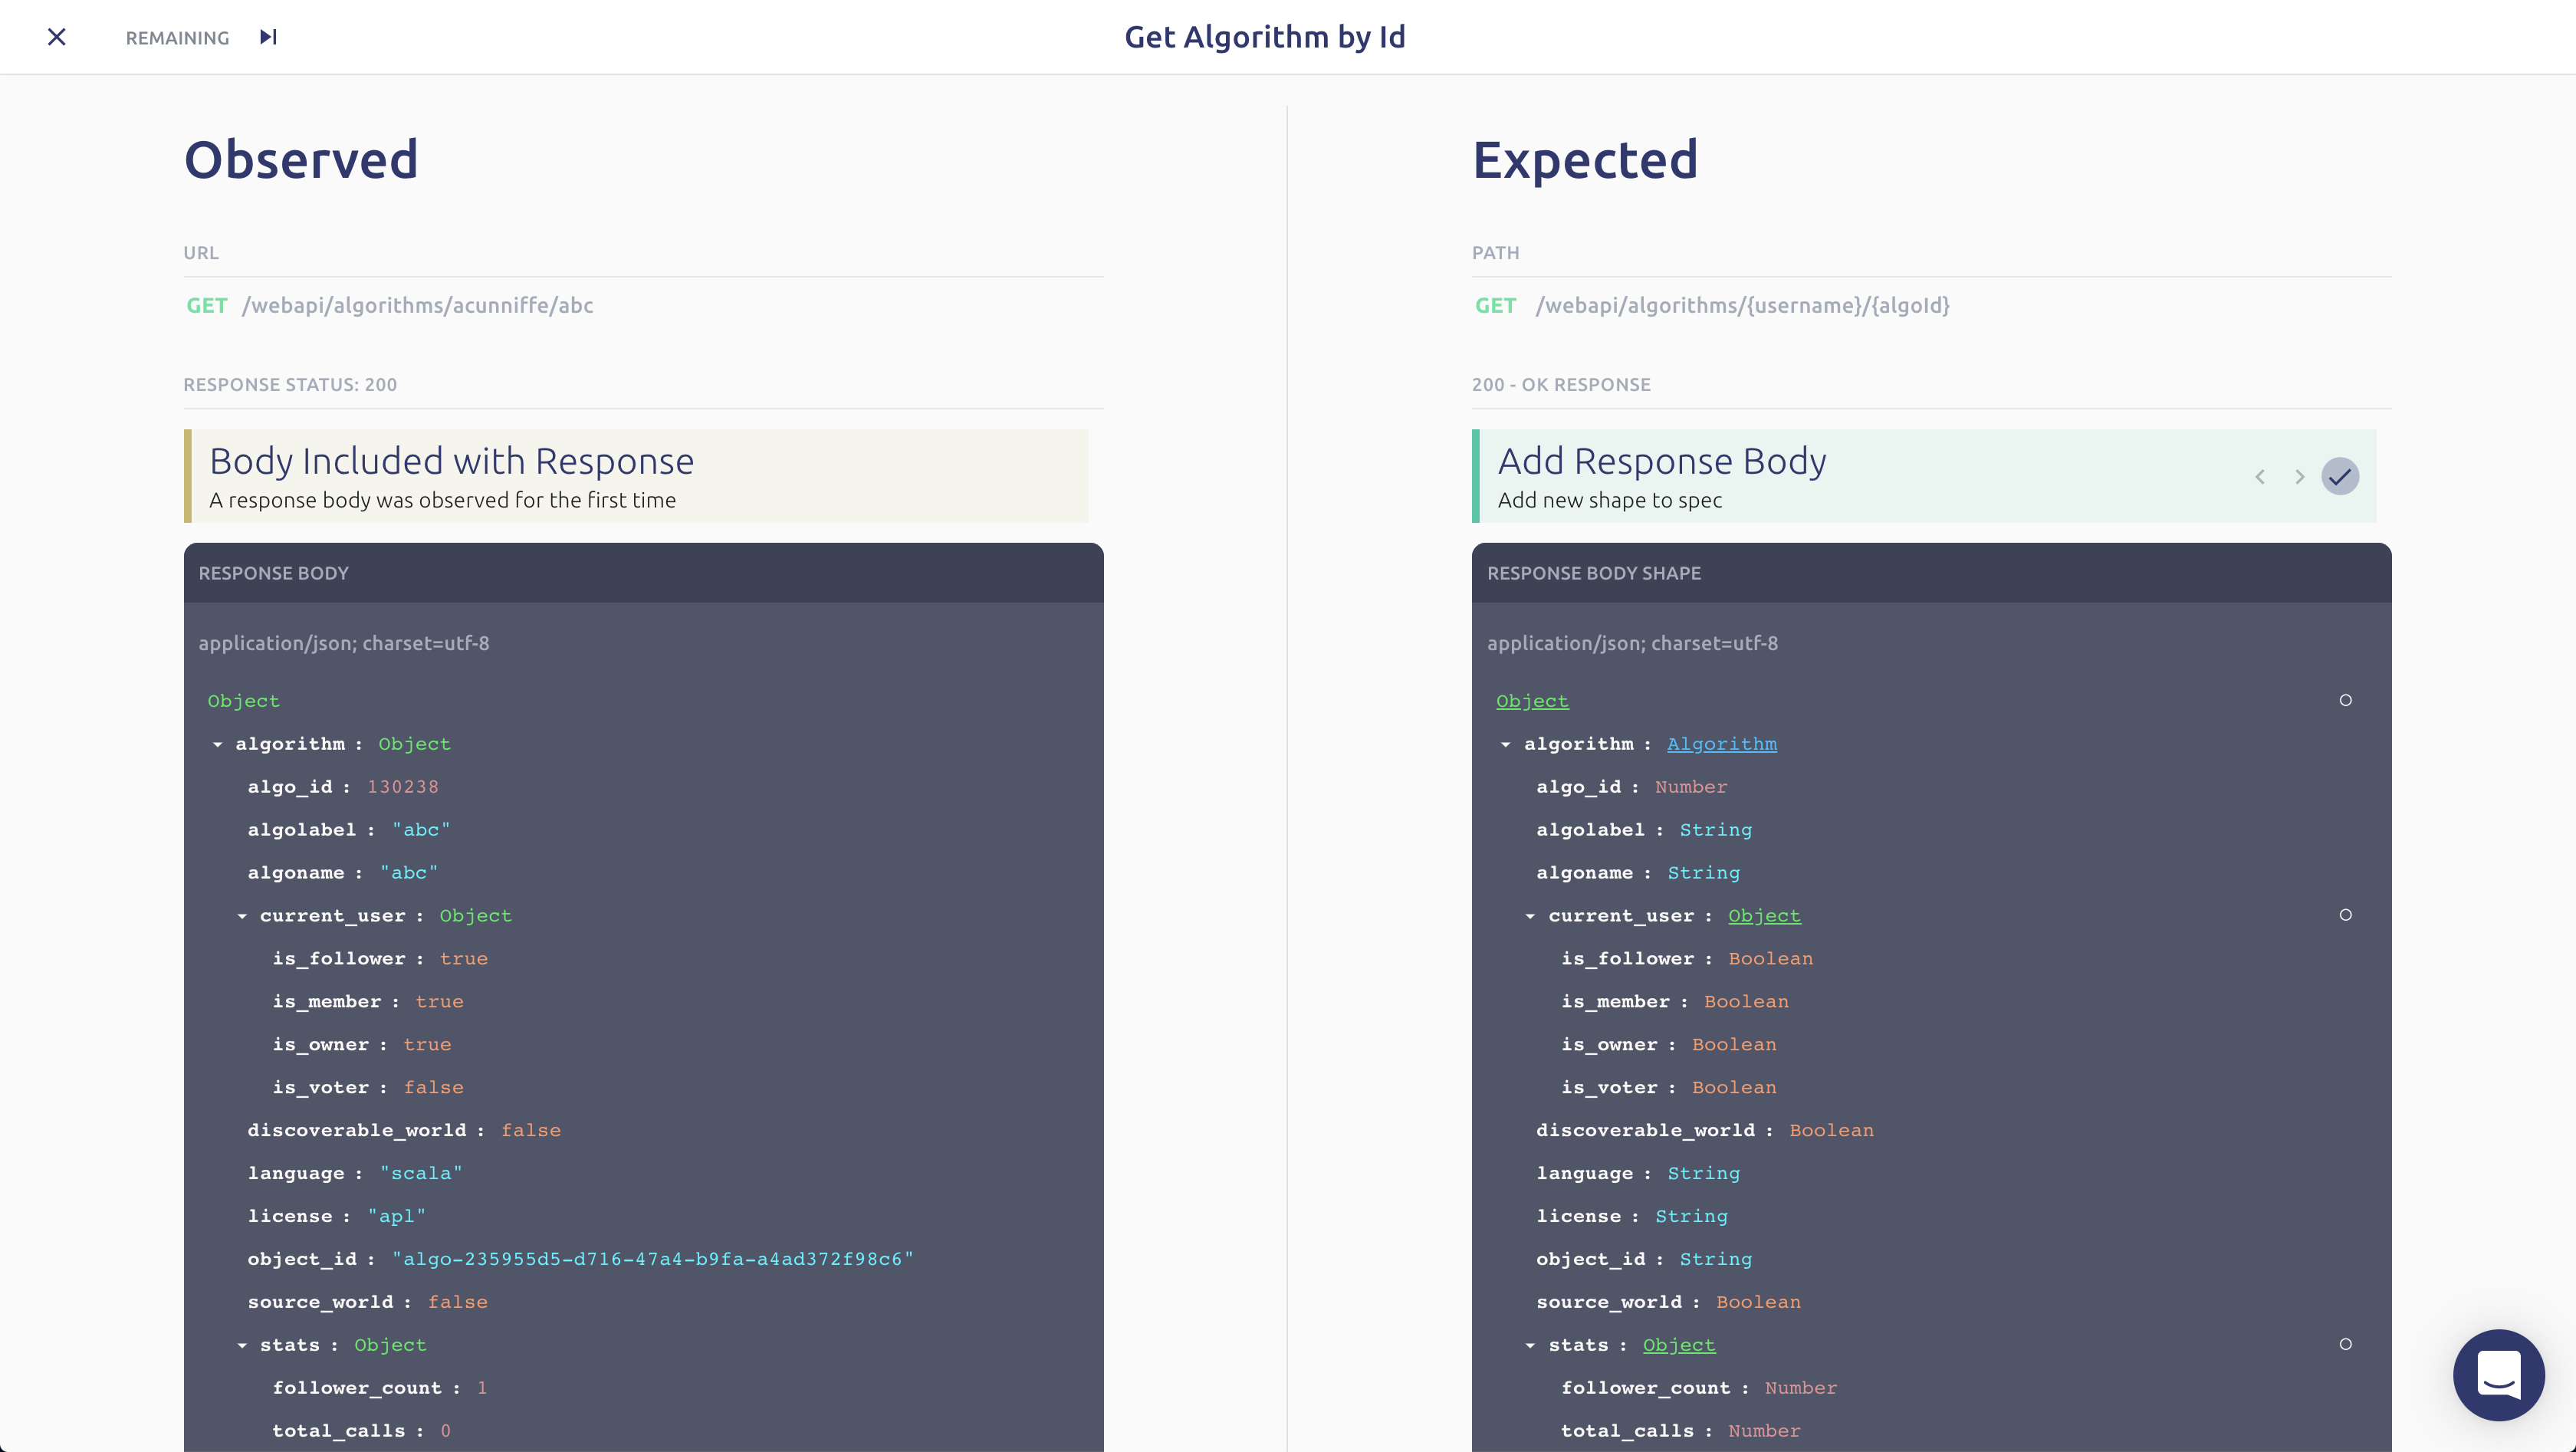 REMAINING
Get Algorithm by Id
Observed
URL
GET /webapi/algorithms/acunniffe/abc
RESPONSE STATUS: 200
Body Included with Response
A response body was observed for the first time
RESPONSE BODY
application/json; charset=utf-8
Object
algorithm : Object
algo_id : 130238
algolabel : "abc"
algoname : "abc"
current_user : Object
is_follower : true
is_member : true
is_owner : true
is_voter : false
discoverable_world : false
language : "scala"
license : "apl"
object_id : "algo-235955d5-d716-47a4-b9fa-a4ad372f98c6"
source_world : false
stats : Object
follower_count : 1
total_calls : 0
Expected
PATH
GET /webapi/algorithms/{username}/{algoId}
200 - OK RESPONSE
Add Response Body
Add new shape to spec
RESPONSE BODY SHAPE
application/json; charset=utf-8
Object
algorithm : Algorithm
algo_id : Number
algolabel : String
algoname : String
current_user : Object
is_follower : Boolean
is_member : Boolean
is_owner : Boolean
is_voter : Boolean
discoverable_world : Boolean
language : String
license : String
object_id : String
source_world : Boolean
stats : Object
follower_count : Number
total_calls : Number